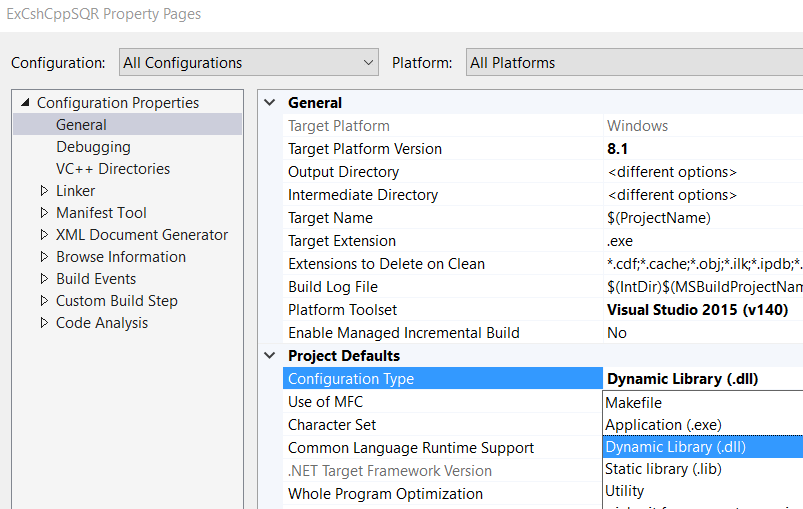 ExCshCppSQR Property Pages
Configuration: All Configurations Platform: All Platforms
Configuration Properties
General
Debugging
VC++ Directories
Linker
Manifest Tool
XML Document Generator
Browse Information
Build Events
Custom Build Step
Code Analysis
General
Target Platform Windows
Target Platform Version 8.1
Output Directory <different options>
Intermediate Directory <different options>
Target Name $(ProjectName)
Target Extension .exe
Extensions to Delete on Clean *.cdf;*.cache;*.obj;*.ilk;*.ipdb;*.
Build Log File $(IntDir)$(MSBuildProjectNam
Platform Toolset Visual Studio 2015 (v140)
Enable Managed Incremental Build No
Project Defaults
Configuration Type Dynamic Library (.dll)
Use of MFC Makefile
Character Set Application (.exe)
Common Language Runtime Support Dynamic Library (.dll)
.NET Target Framework Version Static library (.lib)
Whole Program Optimization Utility